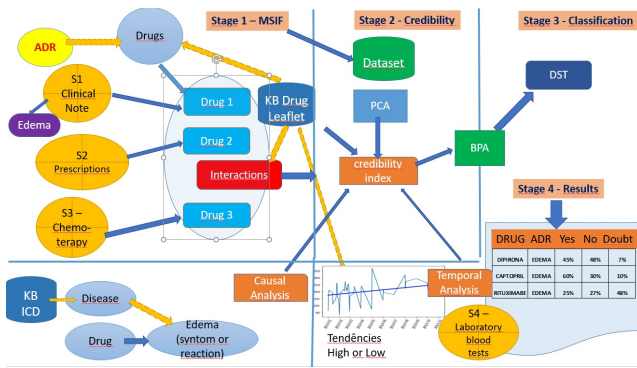 Stage 1 – MSIF
Stage 2 - Credibility
Stage 3 - Classification
ADR
Drugs
S1
Clinical
Note
Edema
S2
Prescriptions
S3 –
Chemo-
terapy
Drug 1
Drug 2
Interactions
Drug 3
KB Drug
Leaflet
Dataset
PCA
credibility
index
BPA
DST
Stage 4 - Results
DRUG ADR Yes No Doubt
DIPIRONA EDEMA 45% 48% 7%
CAPTOPRIL EDEMA 60% 30% 10%
RITUXIMABE EDEMA 25% 27% 48%
KB
ICD
Disease
Drug
Edema
(syntom or
reaction)
Causal
Analysis
Temporal
Analysis
Tendências
High or Low
S4 –
Laboratory
blood
tests